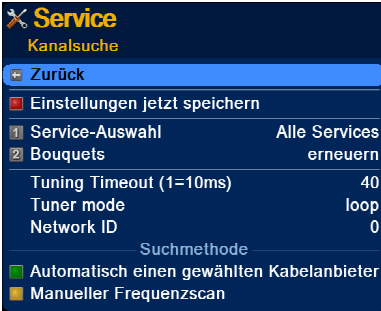 Service
Kanalsuche
Zurück
Einstellungen jetzt speichern
1 Service-Auswahl Alle Services
2 Bouquets erneuern
Tuning Timeout (1=10ms) 40
Tuner mode loop
Network ID 0
Suchmethode
Automatisch einen gewählten Kabelanbieter
Manueller Frequenzscan